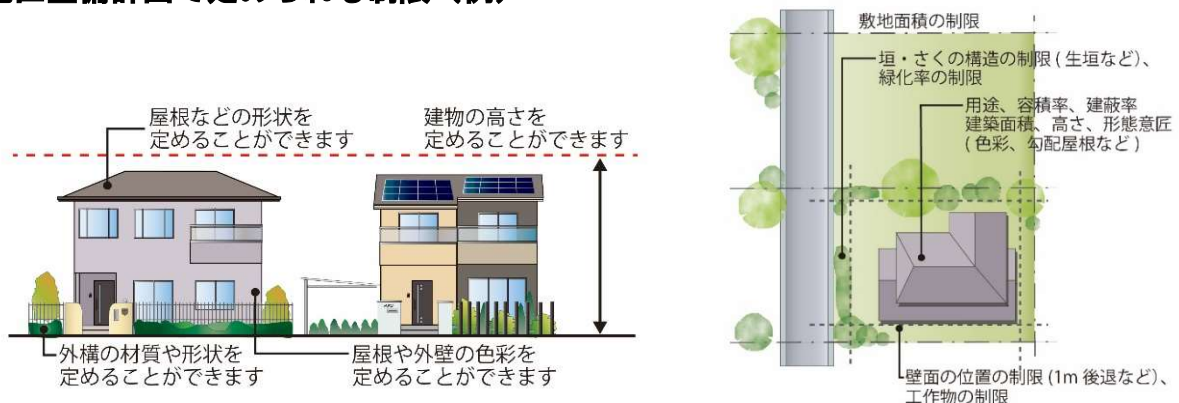 屋根などの形状を
定めることができます
建物の高さを
定めることができます
外構の材質や形状を
定めることができます
屋根や外壁の色彩を
定めることができます
敷地面積の制限
垣・さくの構造の制限 ( 生垣など )、
緑化率の制限
用途、容積率、建蔽率
建築面積、高さ、形態意匠
( 色彩、勾配屋根など )
壁面の位置の制限 (1m 後退など )、
工作物の制限